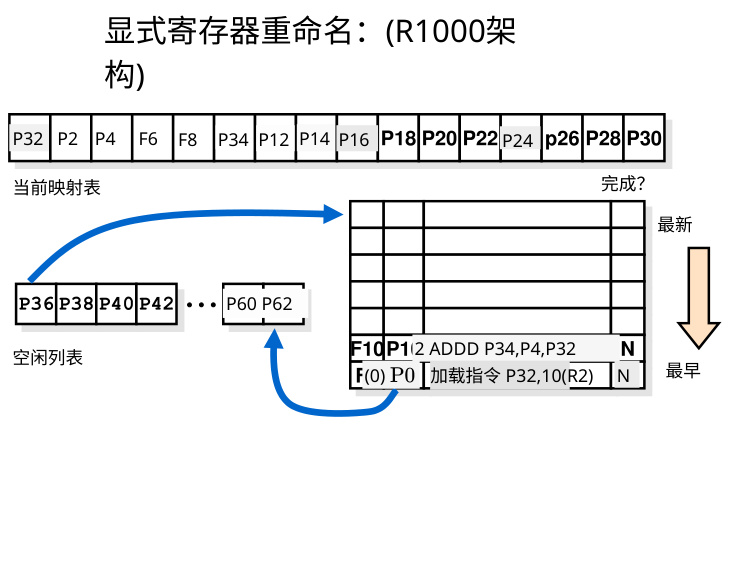 显式寄存器重命名：(R1000架
构)
P32 P2 P4 F6 F8 P34 P12 P14 P16 P18 P20 P22 P24 p26 P28 P30
当前映射表
完成?
最新
P36 P38 P40 P42 ... P60 P62
F10 P10 2 ADDD P34,P4,P32 N
(0) P0 加载指令 P32,10(R2) N
空闲列表
最早